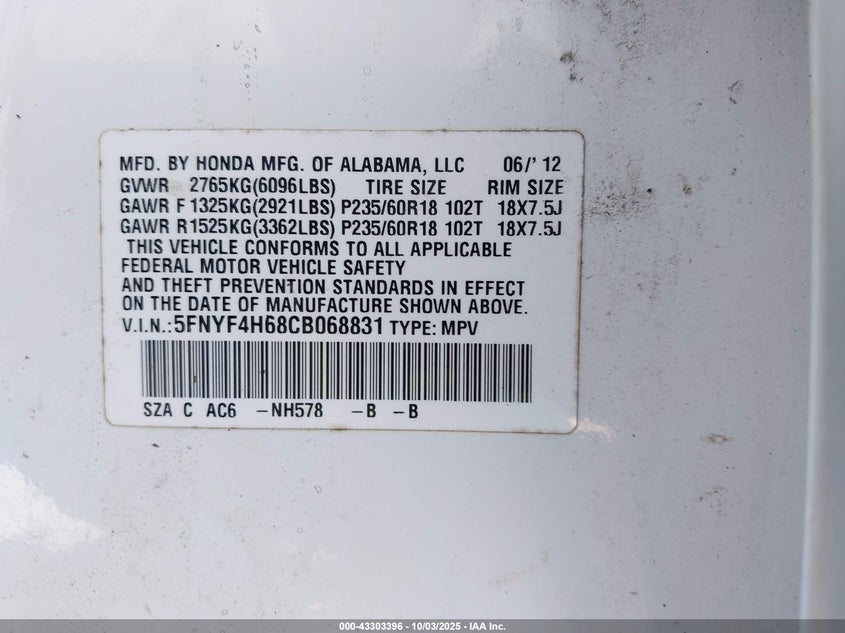 MFD. BY HONDA MFG. OF ALABAMA, LLC 06/'12
GVWR 2765KG(6096LBS) TIRE SIZE RIM SIZE
GAWR F 1325KG(2921LBS) P235/60R18 102T 18X7.5J
GAWR R1525KG(3362LBS) P235/60R18 102T 18X7.5J
THIS VEHICLE CONFORMS TO ALL APPLICABLE
FEDERAL MOTOR VEHICLE SAFETY
AND THEFT PREVENTION STANDARDS IN EFFECT
ON THE DATE OF MANUFACTURE SHOWN ABOVE.
V.I.N.:5FNYF4H68CB068831 TYPE: MPV
SZA C AC6 -NH578 -B -B
000-43303396 - 10/03/2025 - IAA Inc.